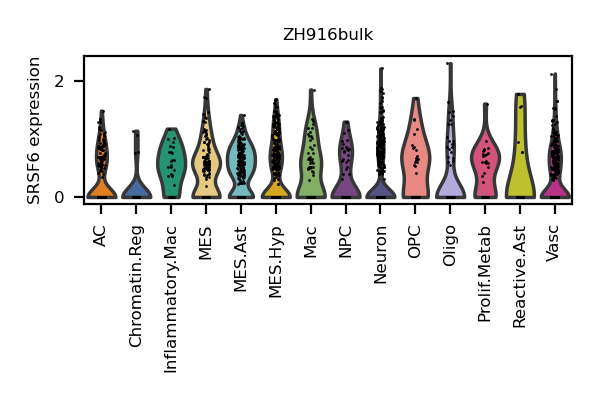 ZH916bulk
SRSF6 expression
2
0
AC
Chromatin.Reg
Inflammatory.Mac
MES
MES.Ast
MES.Hyp
Mac
NPC
Neuron
OPC
Oligo
Prolif.Metab
Reactive.Ast
Vasc